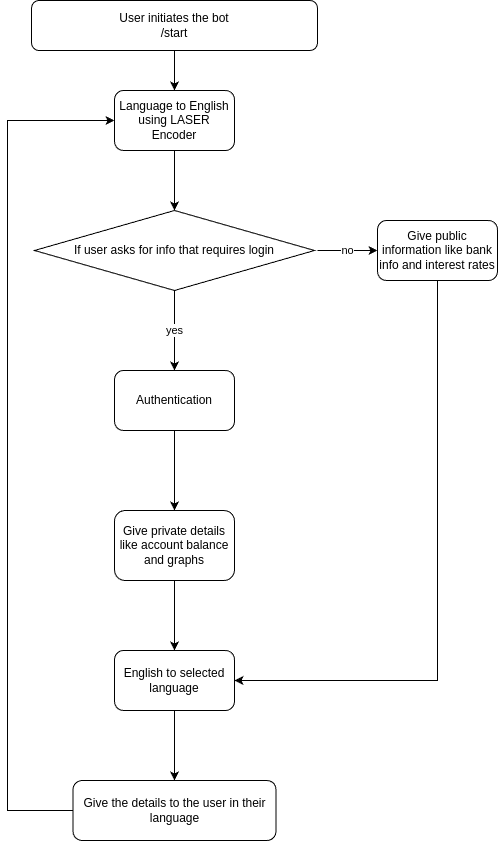 User initiates the bot
/start
Language to English
using LASER
Encoder
If user asks for info that requires login
no
Give public
information like bank
info and interest rates
yes
Authentication
Give private details
like account balance
and graphs
English to selected
language
Give the details to the user in their
language